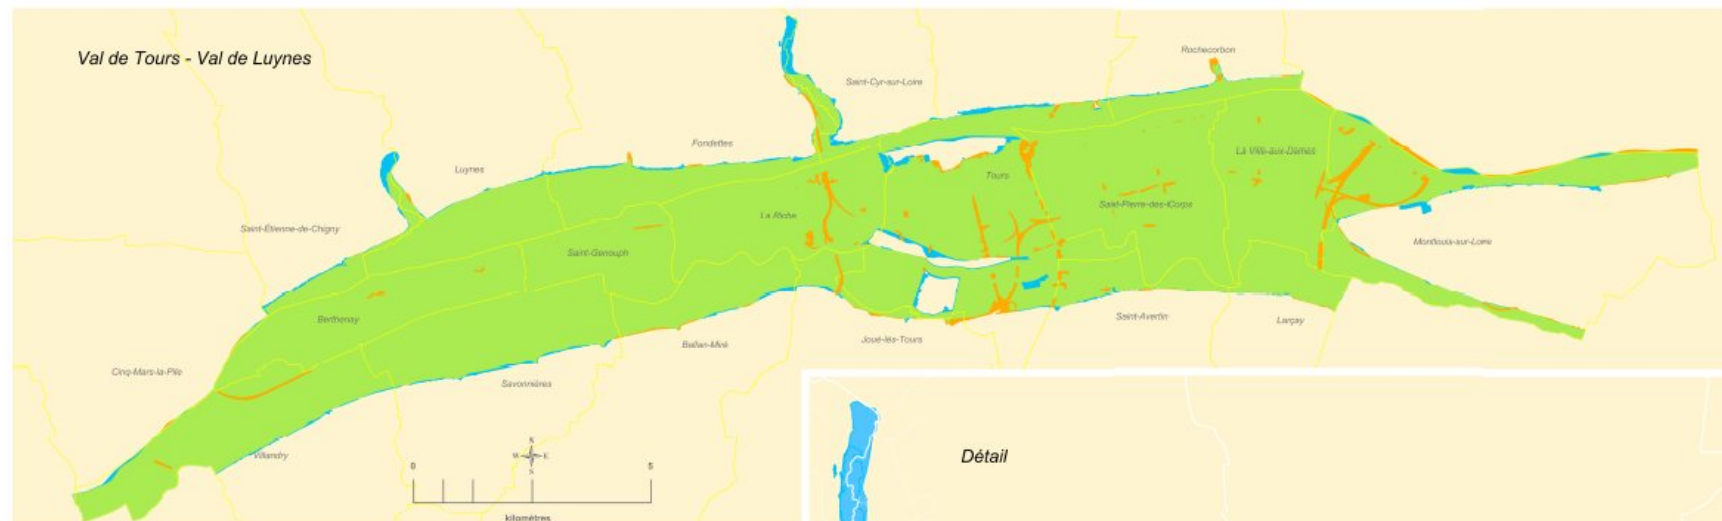 Rochecorbon
Val de Tours - Val de Luynes
Saint-Cyr-sur-Loire
Fondettes
La Ville-aux-Dames
Luynes
Tours
Saint-Pierre-des-Corps
La Riche
Saint-Étienne-de-Chigny
Montlouis-sur-Loire
Saint-Genouph
Berthenay
Saint-Avertin
Larçay
Joué-lès-Tours
Ballan-Miré
Cinq-Mars-la-Pile
Savonnières
N
Villandry
W E
Détail
0 5
S
kilomètres